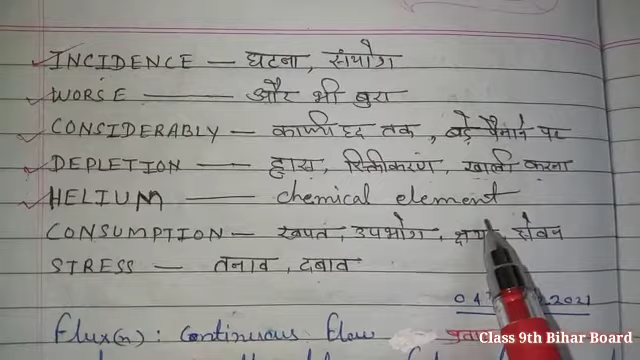 INCIDENCE — घटना, संयोग
WORSE — और भी बुरा
CONSIDERABLY — काफी हद तक, बड़े पैमाने पर
DEPLETION — ह्रास, रिक्तीकरण, खाली करना
HELIUM — chemical element
CONSUMPTION — खपत, उपभोग, सेवन
STRESS — तनाव, दबाव
2021
Flux(n): Continuous flow
Class 9th Bihar Board